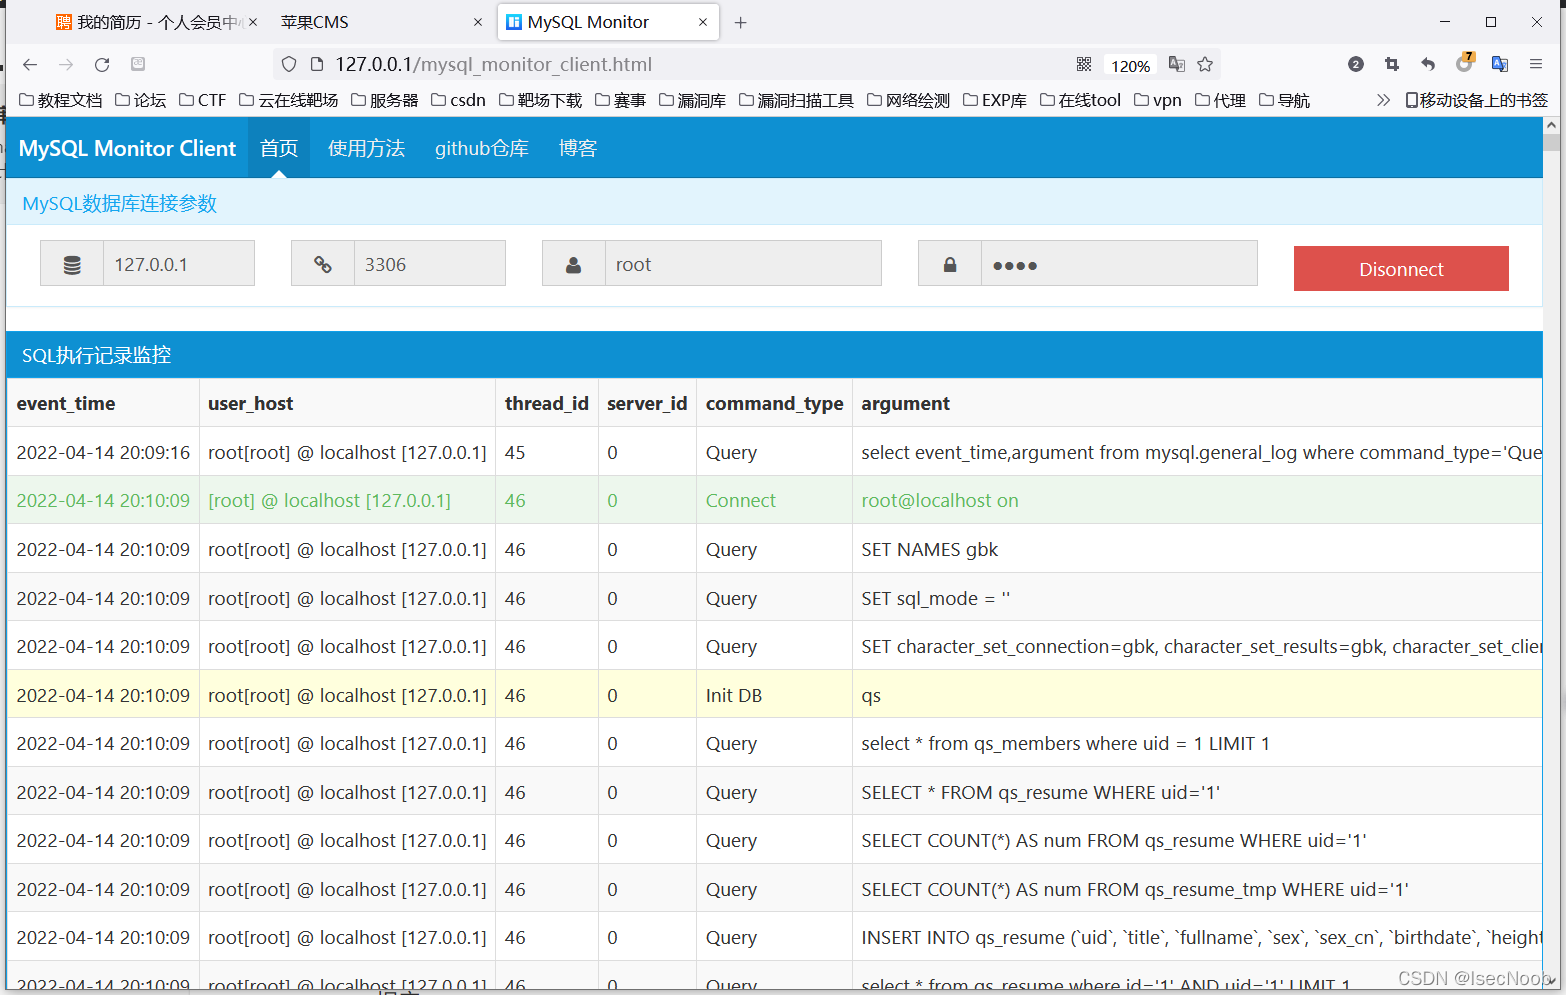 我的简历 - 个人会员中
苹果CMS
MySQL Monitor
127.0.0.1/mysql_monitor_client.html
120%
2
7
教程文档 论坛 CTF 云在线靶场 服务器 csdn 靶场下载 赛事 漏洞库 漏洞扫描工具 网络绘测 EXP库 在线tool vpn 代理 导航 移动设备上的书签
MySQL Monitor Client 首页 使用方法 github仓库 博客
MySQL数据库连接参数
127.0.0.1 3306 root ●●●● Disonnect
SQL执行记录监控
event_time user_host thread_id server_id command_type argument
2022-04-14 20:09:16 root[root] @ localhost [127.0.0.1] 45 0 Query select event_time,argument from mysql.general_log where command_type='Que
2022-04-14 20:10:09 [root] @ localhost [127.0.0.1] 46 0 Connect root@localhost on
2022-04-14 20:10:09 root[root] @ localhost [127.0.0.1] 46 0 Query SET NAMES gbk
2022-04-14 20:10:09 root[root] @ localhost [127.0.0.1] 46 0 Query SET sql_mode = ''
2022-04-14 20:10:09 root[root] @ localhost [127.0.0.1] 46 0 Query SET character_set_connection=gbk, character_set_results=gbk, character_set_clie
2022-04-14 20:10:09 root[root] @ localhost [127.0.0.1] 46 0 Init DB qs
2022-04-14 20:10:09 root[root] @ localhost [127.0.0.1] 46 0 Query select * from qs_members where uid = 1 LIMIT 1
2022-04-14 20:10:09 root[root] @ localhost [127.0.0.1] 46 0 Query SELECT * FROM qs_resume WHERE uid='1'
2022-04-14 20:10:09 root[root] @ localhost [127.0.0.1] 46 0 Query SELECT COUNT(*) AS num FROM qs_resume WHERE uid='1'
2022-04-14 20:10:09 root[root] @ localhost [127.0.0.1] 46 0 Query SELECT COUNT(*) AS num FROM qs_resume_tmp WHERE uid='1'
2022-04-14 20:10:09 root[root] @ localhost [127.0.0.1] 46 0 Query INSERT INTO qs_resume (`uid`, `title`, `fullname`, `sex`, `sex_cn`, `birthdate`, `height
2022-04-14 20:10:09 root[root] @ localhost [127.0.0.1] 46 0 Query select * from qs_resume where id='1' AND uid='1' LIMIT 1
CSDN @IsecNoob